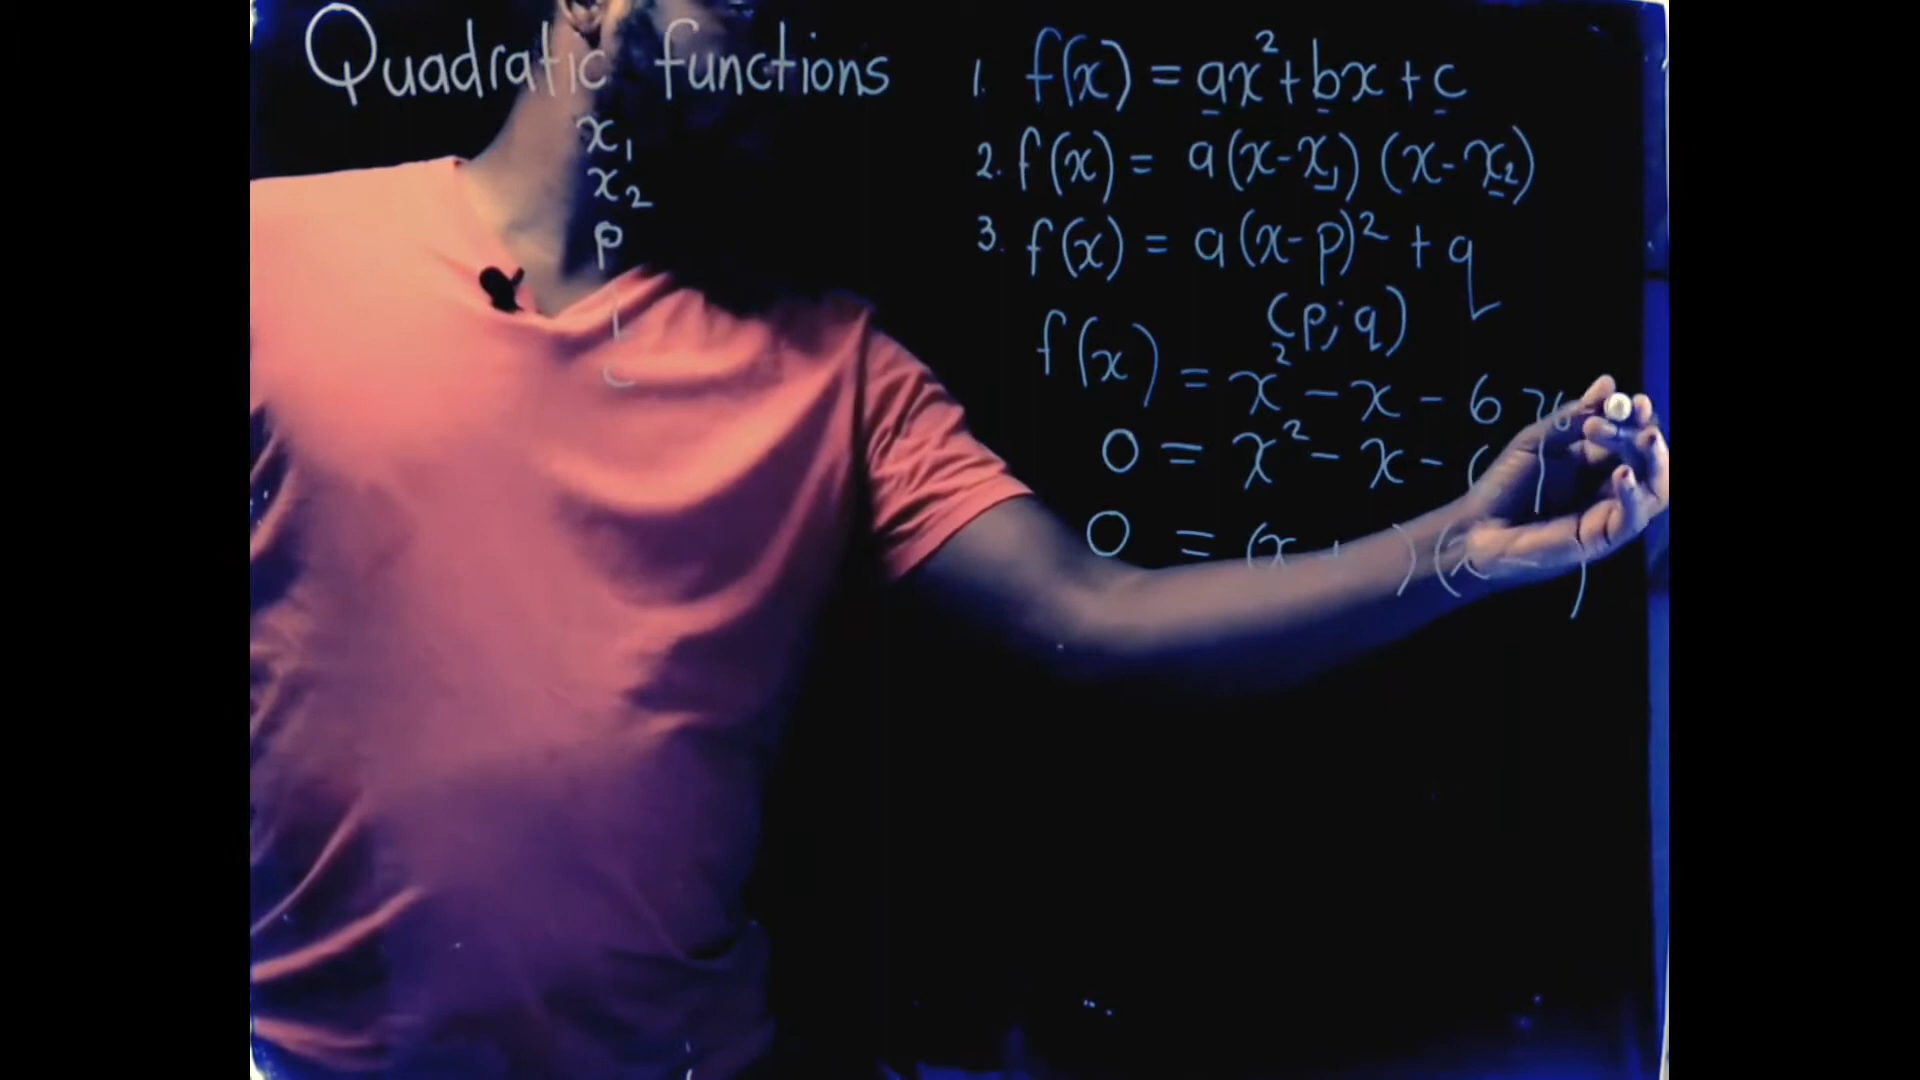 Quadratic functions
x₁
x₂
p
c
1. f(x) = ax² + bx + c
2. f(x) = a(x - x₁) (x - x₂)
3. f(x) = a(x - p)² + q
(p; q)
f(x) = x² - x - 6
0 = x² - x -
0 = (x + ) (x - )